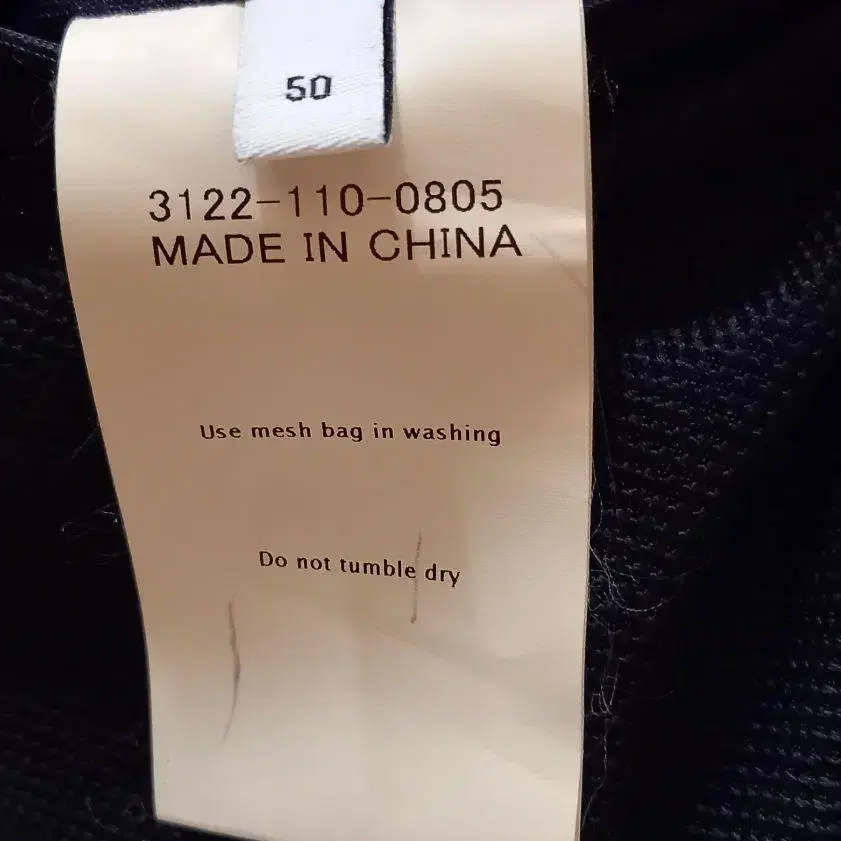 50
3122-110-0805
MADE IN CHINA
Use mesh bag in washing
Do not tumble dry